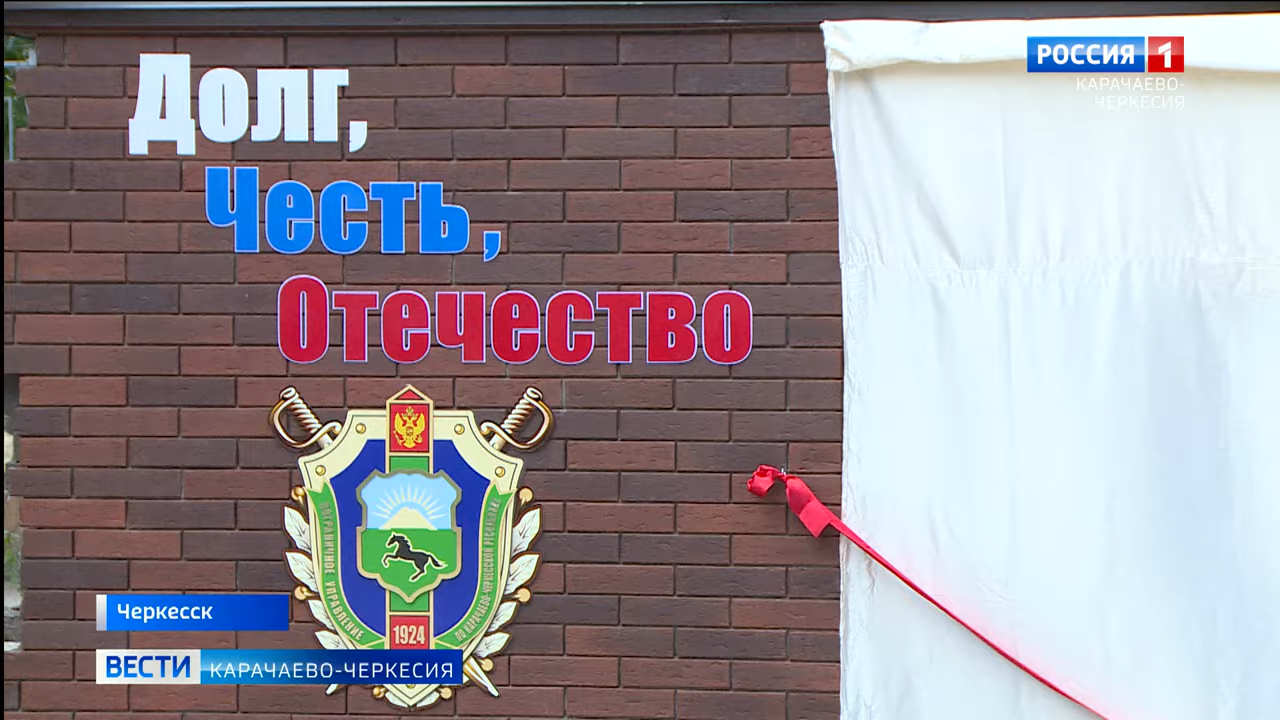 РОССИЯ 1
КАРАЧАЕВО-
ЧЕРКЕСИЯ
Долг,
Честь,
Отечество
ПОГРАНИЧНОЕ УПРАВЛЕНИЕ
ПО КАРАЧАЕВО-ЧЕРКЕССКОЙ РЕСПУБЛИКЕ
1924
Черкесск
ВЕСТИ КАРАЧАЕВО-ЧЕРКЕСИЯ